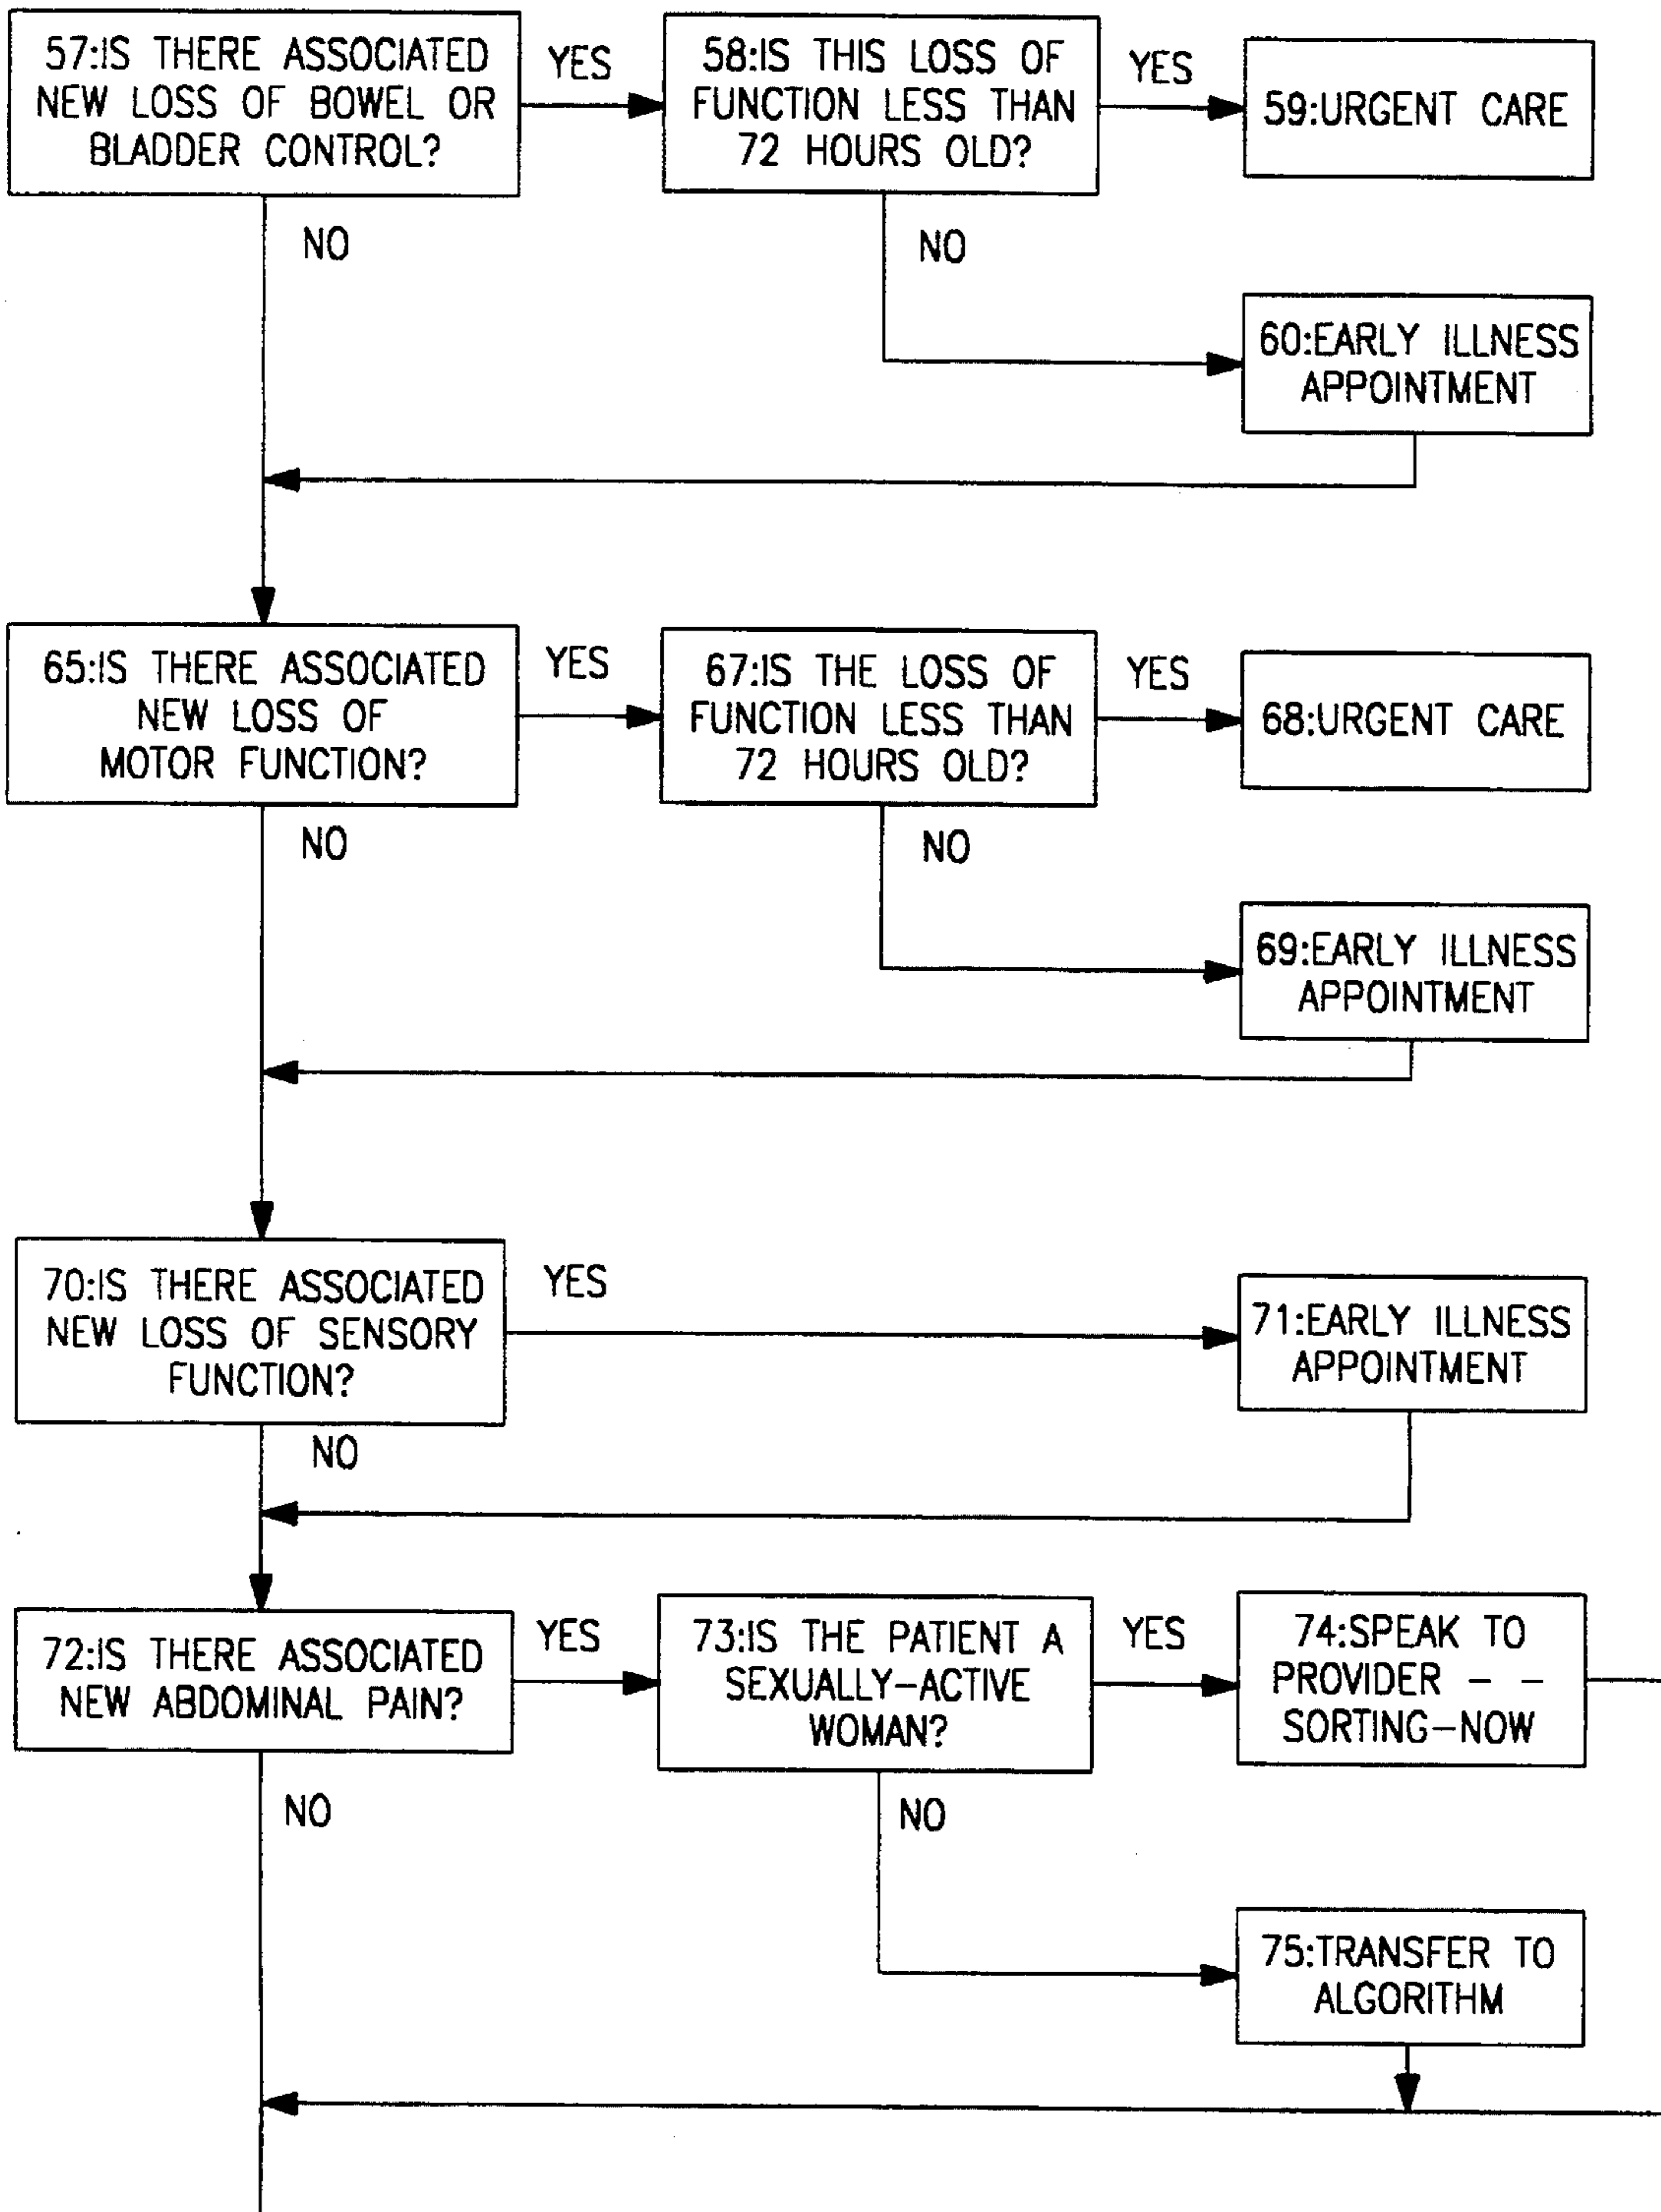 57:IS THERE ASSOCIATED
NEW LOSS OF BOWEL OR
BLADDER CONTROL?
YES
58:IS THIS LOSS OF
FUNCTION LESS THAN
72 HOURS OLD?
YES
59:URGENT CARE
NO
NO
60:EARLY ILLNESS
APPOINTMENT
65:IS THERE ASSOCIATED
NEW LOSS OF
MOTOR FUNCTION?
YES
67:IS THE LOSS OF
FUNCTION LESS THAN
72 HOURS OLD?
YES
68:URGENT CARE
NO
NO
69:EARLY ILLNESS
APPOINTMENT
70:IS THERE ASSOCIATED
NEW LOSS OF SENSORY
FUNCTION?
YES
71:EARLY ILLNESS
APPOINTMENT
NO
72:IS THERE ASSOCIATED
NEW ABDOMINAL PAIN?
YES
73:IS THE PATIENT A
SEXUALLY-ACTIVE
WOMAN?
YES
74:SPEAK TO
PROVIDER - -
SORTING-NOW
NO
NO
75:TRANSFER TO
ALGORITHM